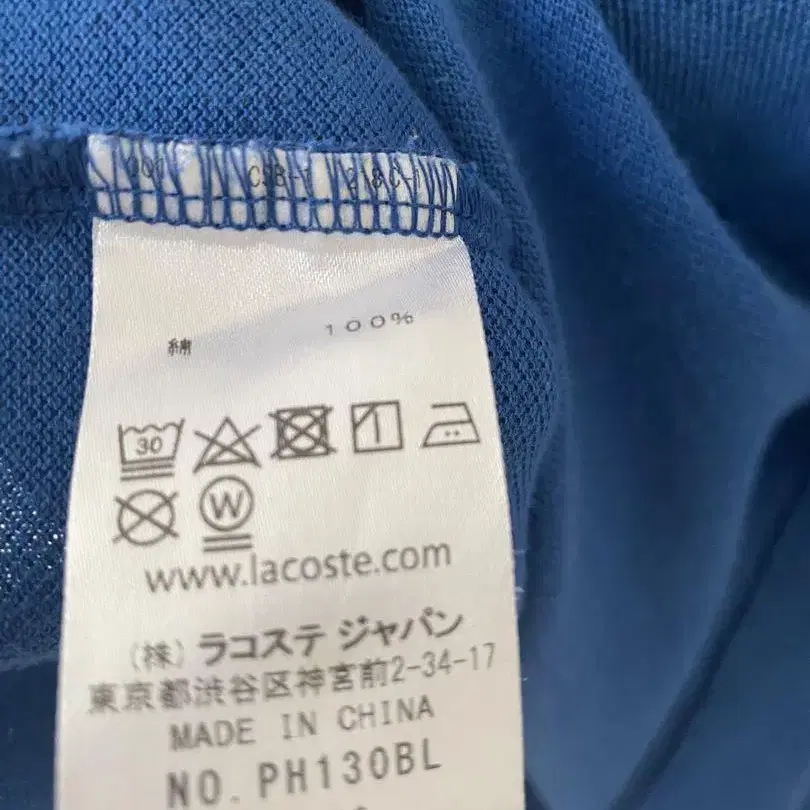 綿 100%
30
W
www.lacoste.com
(株) ラコステ ジャパン
東京都渋谷区神宮前2-34-17
MADE IN CHINA
NO. PH130BL